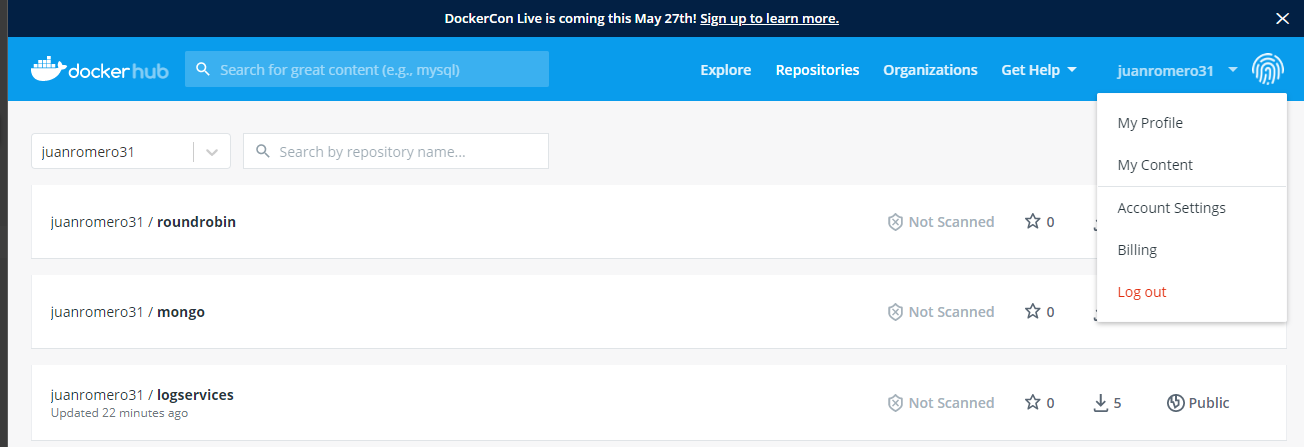 DockerCon Live is coming this May 27th! Sign up to learn more.
dockerhub Search for great content (e.g., mysql) Explore Repositories Organizations Get Help juanromero31
My Profile
My Content
Account Settings
Billing
Log out
juanromero31 Search by repository name...
juanromero31 / roundrobin Not Scanned 0
juanromero31 / mongo Not Scanned 0
juanromero31 / logservices Not Scanned 0 5 Public
Updated 22 minutes ago